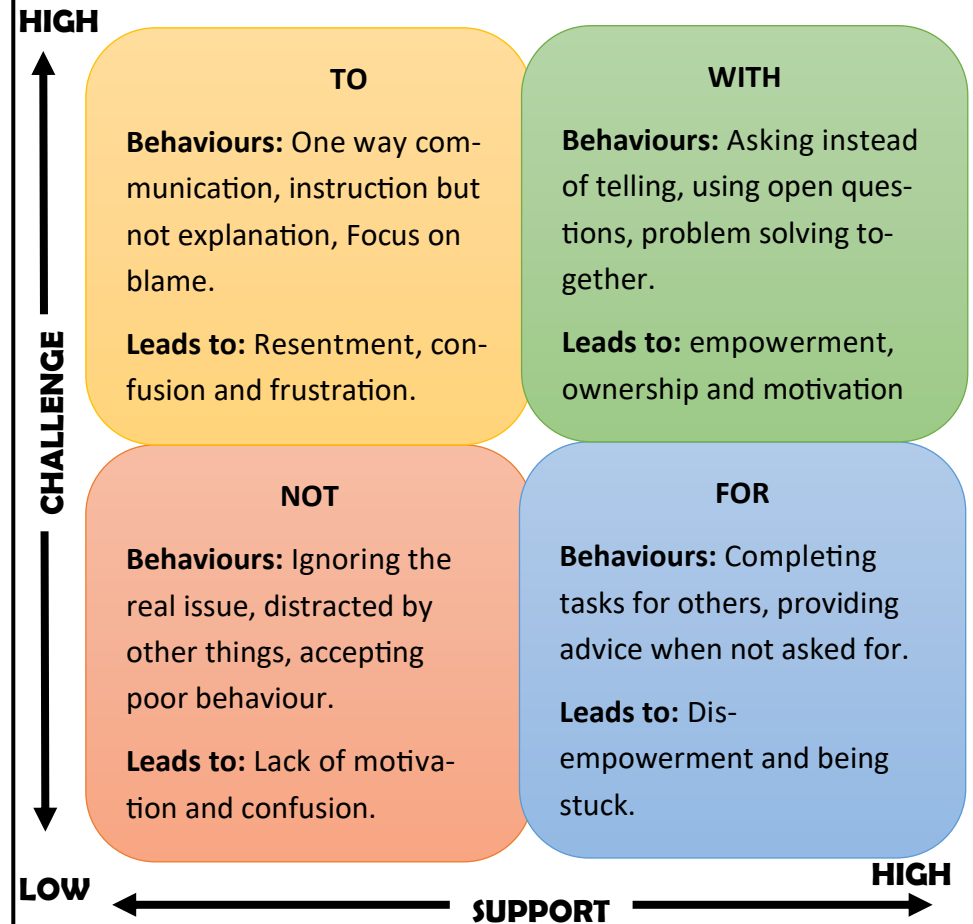 HIGH
TO
Behaviours: One way com-
munication, instruction but
not explanation, Focus on
blame.
Leads to: Resentment, con-
fusion and frustration.
WITH
Behaviours: Asking instead
of telling, using open ques-
tions, problem solving to-
gether.
Leads to: empowerment,
ownership and motivation
CHALLENGE
NOT
Behaviours: Ignoring the
real issue, distracted by
other things, accepting
poor behaviour.
Leads to: Lack of motiva-
tion and confusion.
FOR
Behaviours: Completing
tasks for others, providing
advice when not asked for.
Leads to: Dis-
empowerment and being
stuck.
LOW
SUPPORT
HIGH